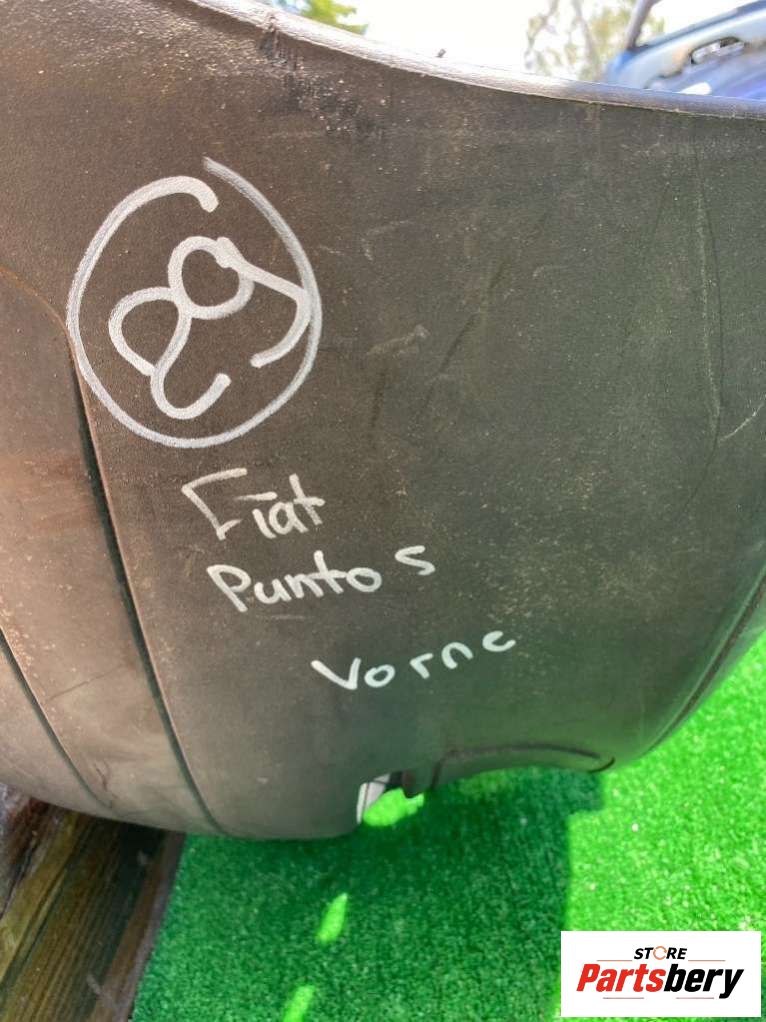 89
Fiat
Punto s
Vorne
STORE
Partsbery